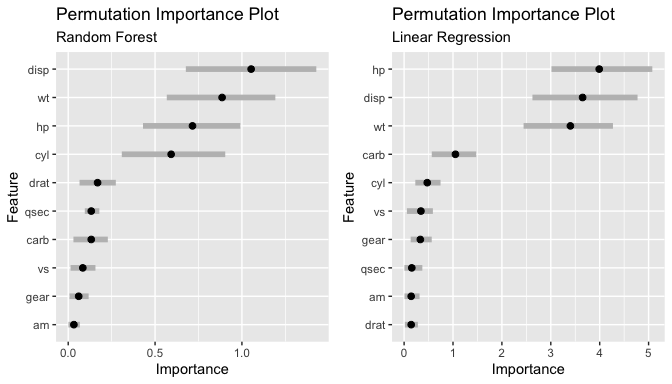 Permutation Importance Plot
Random Forest
Feature
disp
wt
hp
cyl
drat
qsec
carb
vs
gear
am
0.0 0.5 1.0
Importance
Permutation Importance Plot
Linear Regression
Feature
hp
disp
wt
carb
cyl
vs
gear
qsec
am
drat
0 1 2 3 4 5
Importance